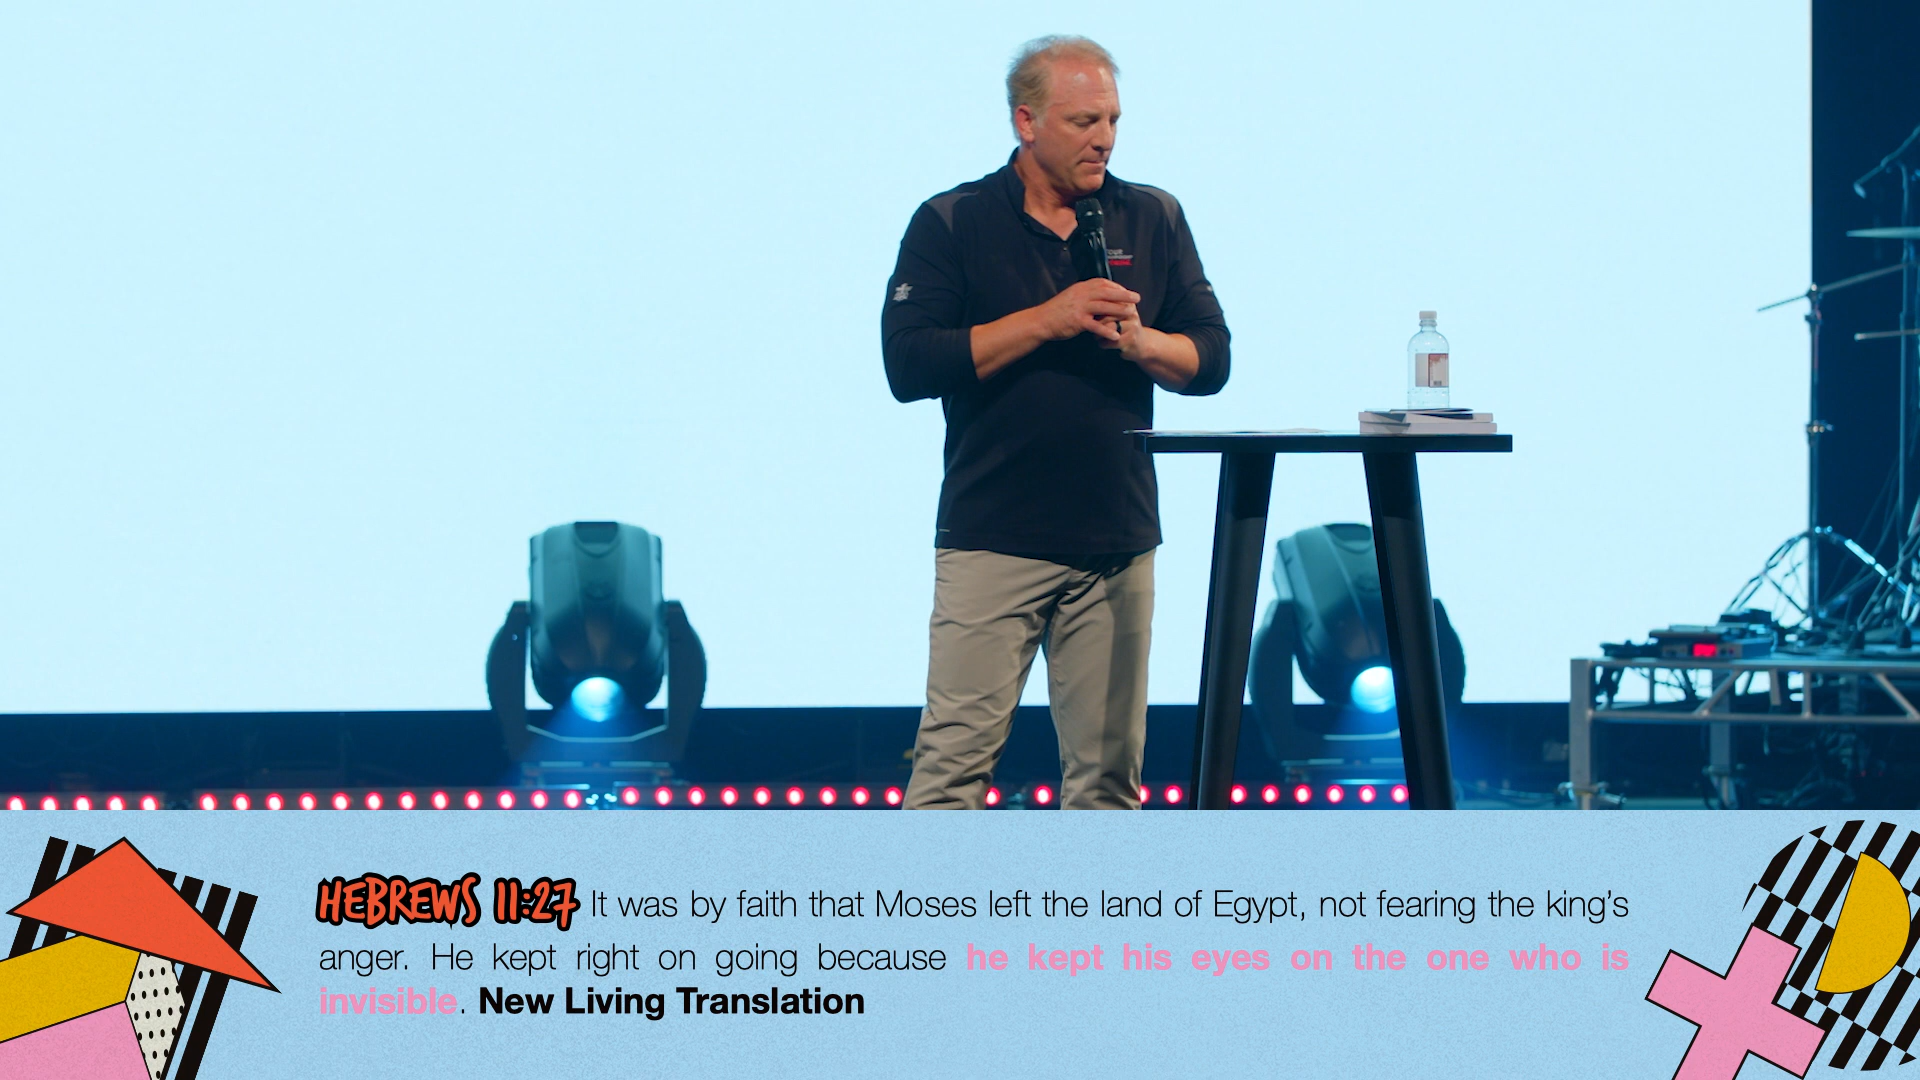 HEBREWS 11:27 It was by faith that Moses left the land of Egypt, not fearing the king’s
anger. He kept right on going because he kept his eyes on the one who is
invisible. New Living Translation